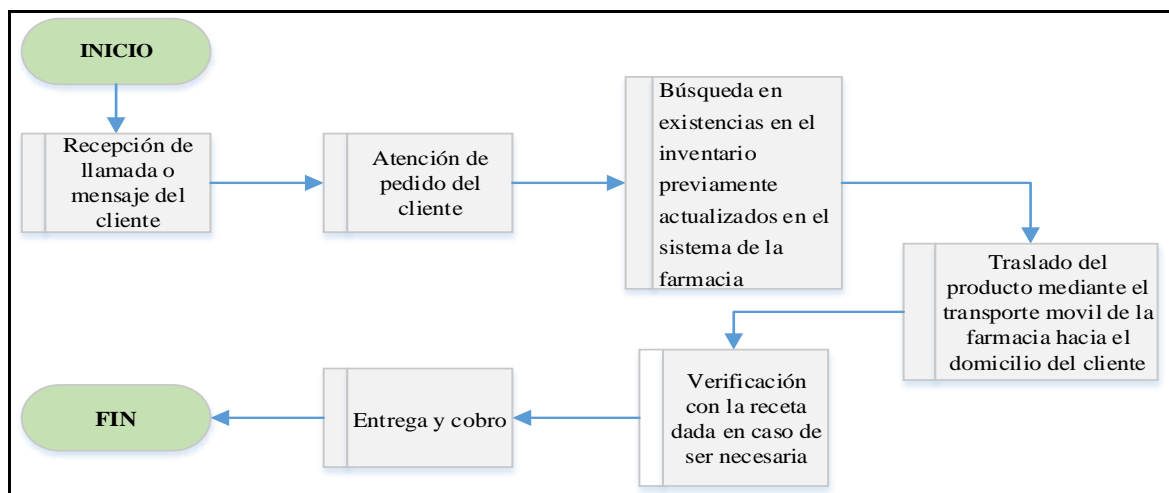 INICIO
Recepción de
llamada o
mensaje del
cliente
Atención de
pedido del
cliente
Búsqueda en
existencias en el
inventario
previamente
actualizados en el
sistema de la
farmacia
Traslado del
producto mediante el
transporte movil de la
farmacia hacia el
domicilio del cliente
Verificación
con la receta
dada en caso de
ser necesaria
Entrega y cobro
FIN